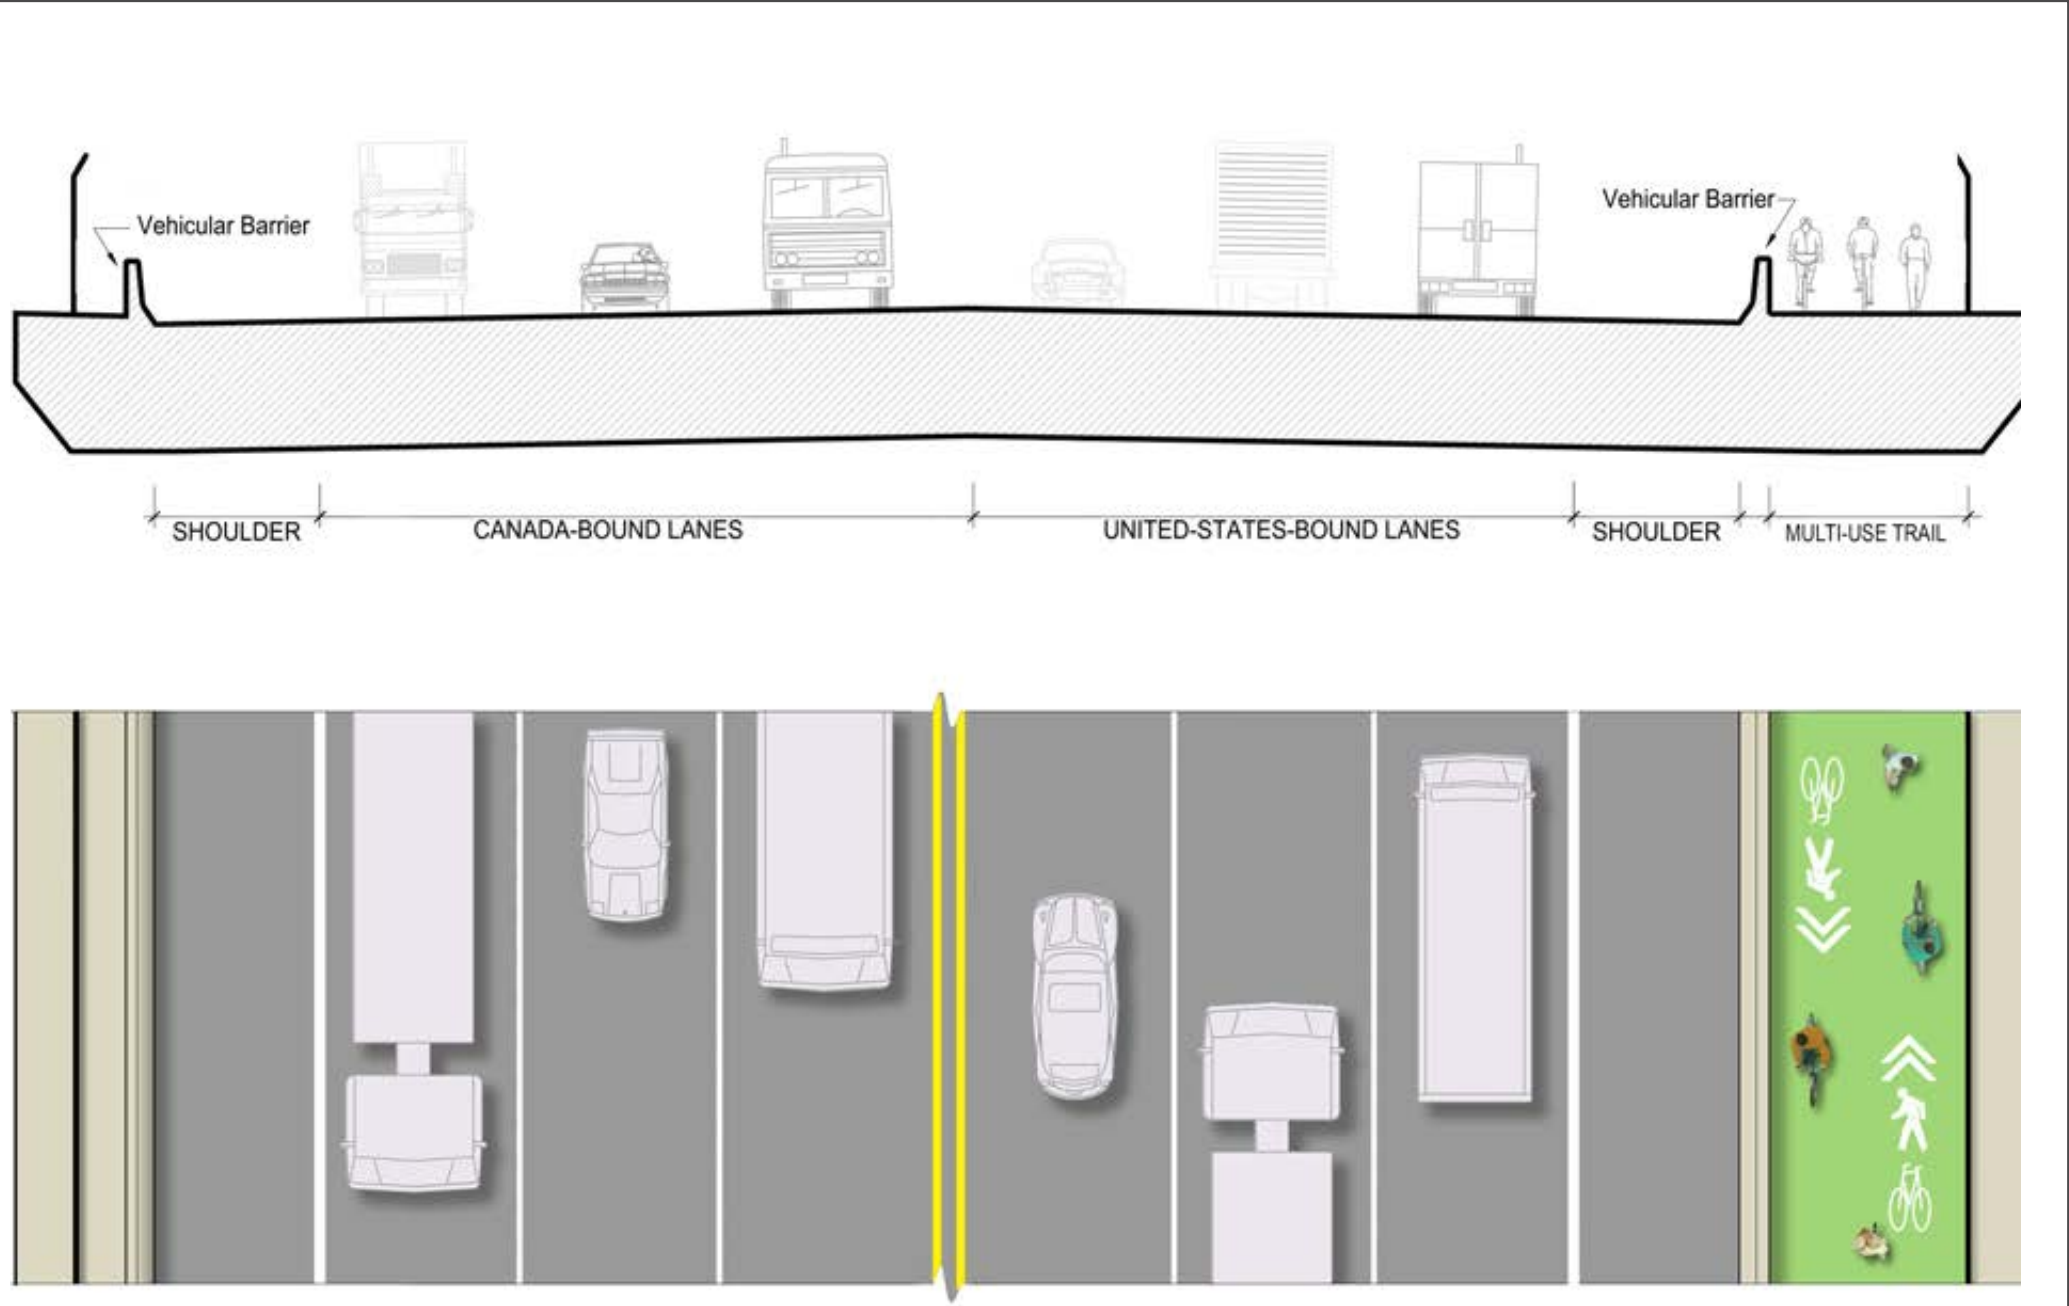 Vehicular Barrier
Vehicular Barrier
SHOULDER
CANADA-BOUND LANES
UNITED-STATES-BOUND LANES
SHOULDER
MULTI-USE TRAIL